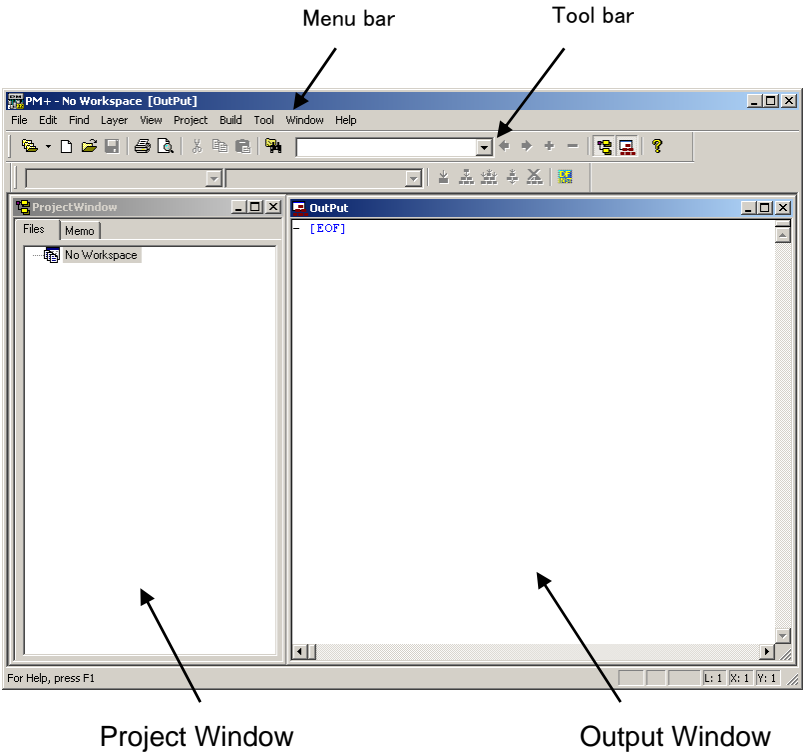 Menu bar
Tool bar
PM+ - No Workspace [OutPut]
File Edit Find Layer View Project Build Tool Window Help
ProjectWindow
OutPut
Files Memo
[EOF]
No Workspace
For Help, press F1
L: 1 X: 1 Y: 1
Project Window
Output Window